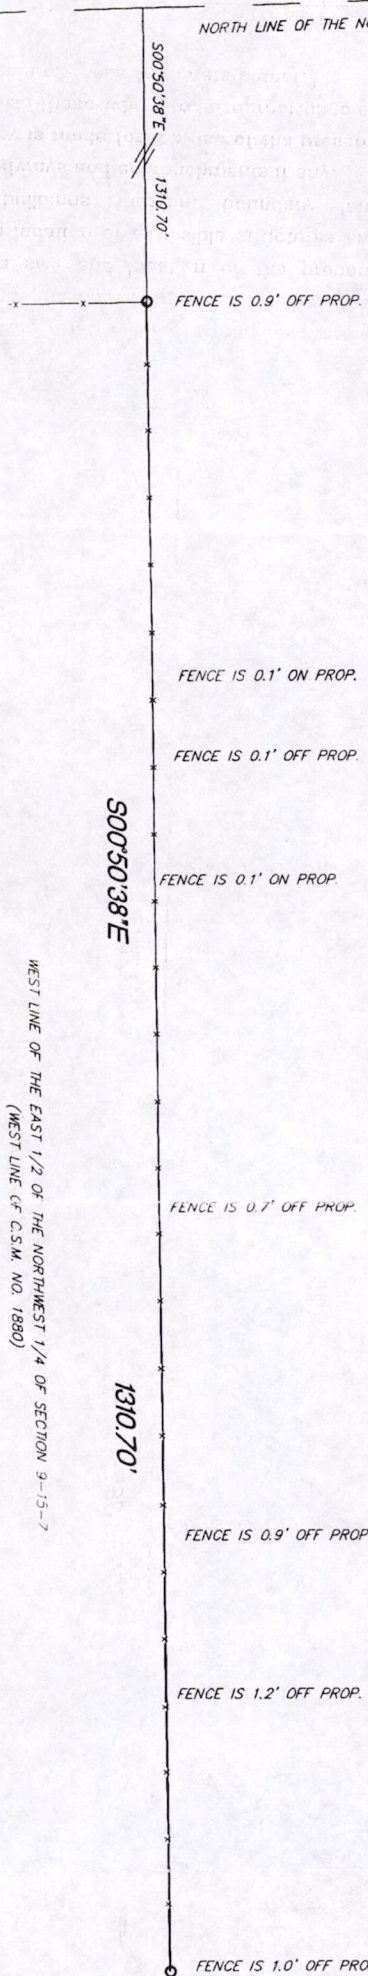 NORTH LINE OF THE
S00°50'38"E
1310.70'
FENCE IS 0.9' OFF PROP.
FENCE IS 0.1' ON PROP.
FENCE IS 0.1' OFF PROP.
S00°50'38"E
FENCE IS 0.1' ON PROP.
WEST LINE OF THE EAST 1/2 OF THE NORTHWEST 1/4 OF SECTION 9-15-7
(WEST LINE OF C.S.M. NO. 1880)
FENCE IS 0.7' OFF PROP.
1310.70'
FENCE IS 0.9' OFF PROP
FENCE IS 1.2' OFF PROP.
FENCE IS 1.0' OFF PRO